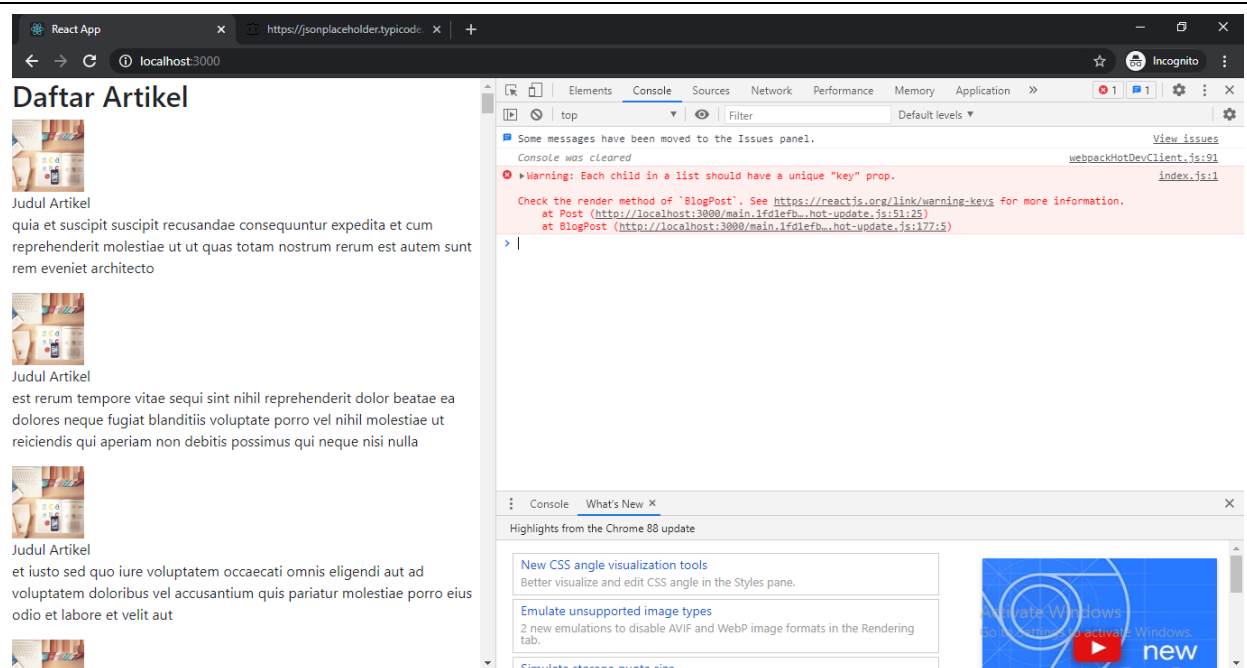 React App
https://jsonplaceholder.typicode.
localhost:3000
Incognito
Daftar Artikel
Judul Artikel
quia et suscipit suscipit recusandae consequuntur expedita et cum
reprehenderit molestiae ut ut quas totam nostrum rerum est autem sunt
rem eveniet architecto
Judul Artikel
est rerum tempore vitae sequi sint nihil reprehenderit dolor beatae ea
dolores neque fugiat blanditiis voluptate porro vel nihil molestiae ut
reiciendis qui aperiam non debitis possimus qui neque nisi nulla
Judul Artikel
et iusto sed quo iure voluptatem occaecati omnis eligendi aut ad
voluptatem doloribus vel accusantium quis pariatur molestiae porro eius
odio et labore et velit aut
Elements Console Sources Network Performance Memory Application » 1 1
top Filter Default levels ▼
Some messages have been moved to the Issues panel. View issues
Console was cleared webpackHotDevClient.js:91
Warning: Each child in a list should have a unique "key" prop. index.js:1
Check the render method of `BlogPost`. See https://reactjs.org/link/warning-keys for more information.
at Post (http://localhost:3000/main.1fd1efb….hot-update.js:51:25)
at BlogPost (http://localhost:3000/main.1fd1efb….hot-update.js:177:5)
Console What's New
Highlights from the Chrome 88 update
New CSS angle visualization tools
Better visualize and edit CSS angle in the Styles pane.
Emulate unsupported image types
2 new emulations to disable AVIF and WebP image formats in the Rendering
tab.
Simulate storage quota size
Activate Windows
Go to Settings to activate Windows.
new